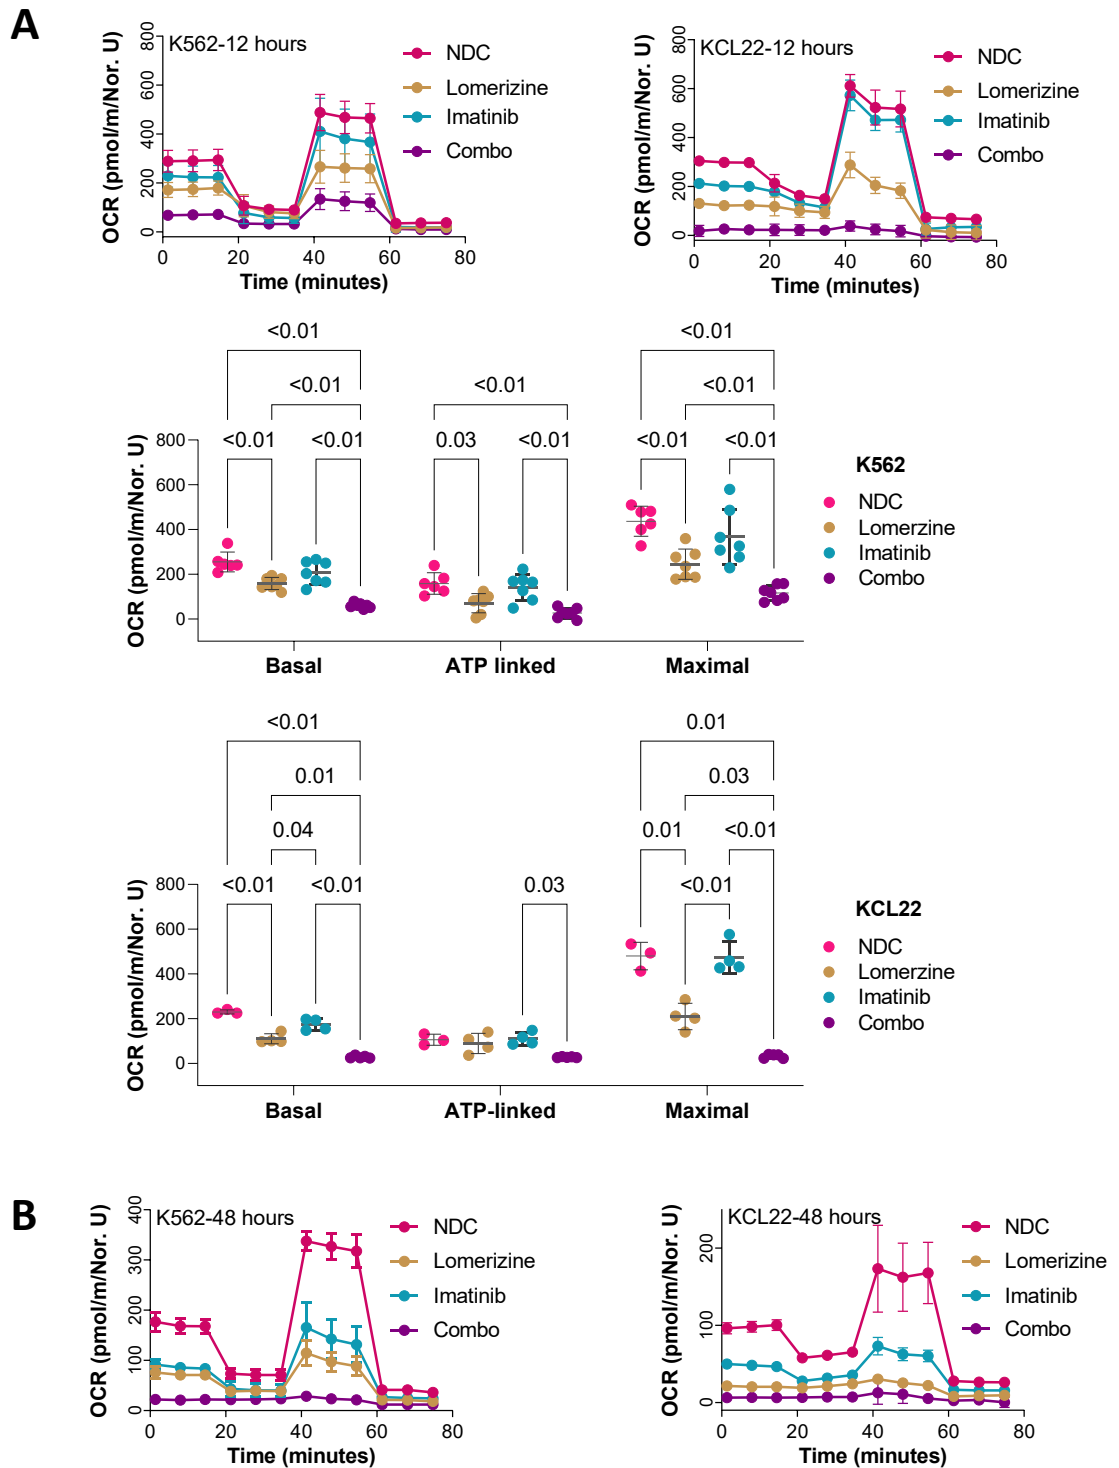 A
K562-12 hours
OCR (pmol/m/Nor. U)
800
600
400
200
0
0 20 40 60 80
Time (minutes)
NDC
Lomerizine
Imatinib
Combo
KCL22-12 hours
OCR (pmol/m/Nor. U)
800
600
400
200
0
0 20 40 60 80
Time (minutes)
NDC
Lomerizine
Imatinib
Combo
<0.01 <0.01
<0.01 <0.01 <0.01
<0.01 <0.01 0.03 <0.01 <0.01 <0.01
OCR (pmol/m/Nor. U)
800
600
400
200
0
Basal ATP linked Maximal
K562
NDC
Lomerzine
Imatinib
Combo
<0.01 0.01
0.01 0.03
0.04 0.01 <0.01
<0.01 <0.01 0.03 <0.01
OCR (pmol/m/Nor. U)
800
600
400
200
0
Basal ATP-linked Maximal
KCL22
NDC
Lomerzine
Imatinib
Combo
B
K562-48 hours
OCR (pmol/m/Nor. U)
400
300
200
100
0
0 20 40 60 80
Time (minutes)
NDC
Lomerizine
Imatinib
Combo
KCL22-48 hours
OCR (pmol/m/Nor. U)
200
100
0
0 20 40 60 80
Time (minutes)
NDC
Lomerizine
Imatinib
Combo